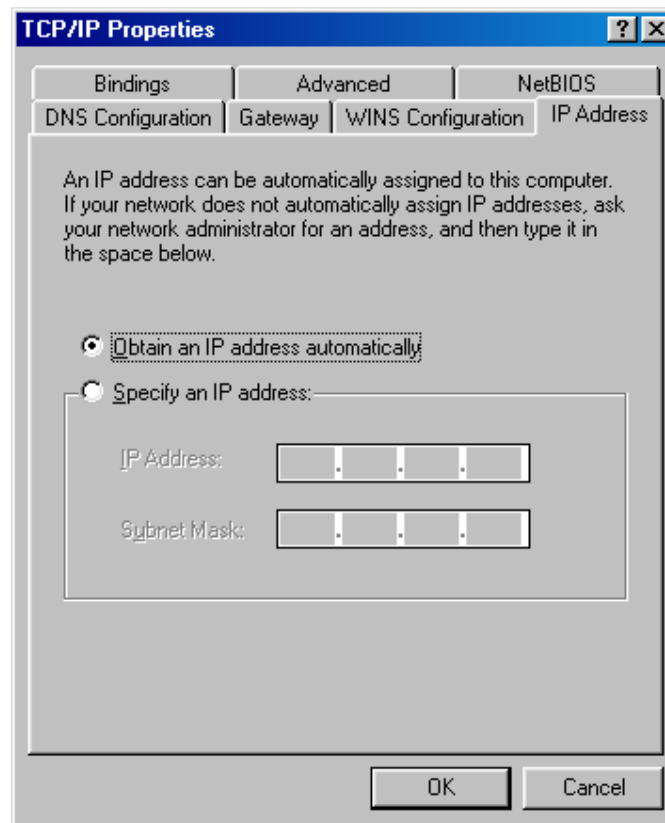 TCP/IP Properties
Bindings Advanced NetBIOS
DNS Configuration Gateway WINS Configuration IP Address
An IP address can be automatically assigned to this computer.
If your network does not automatically assign IP addresses, ask
your network administrator for an address, and then type it in
the space below.
Obtain an IP address automatically
Specify an IP address:
IP Address:
Subnet Mask:
OK Cancel